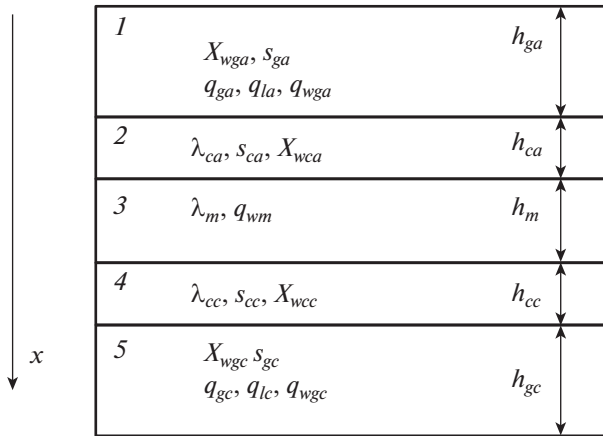 1
X_wga, s_ga
q_ga, q_la, q_wga
h_ga
2
λ_ca, s_ca, X_wca
h_ca
3
λ_m, q_wm
h_m
4
λ_cc, s_cc, X_wcc
h_cc
5
X_wgc s_gc
q_gc, q_lc, q_wgc
h_gc
x